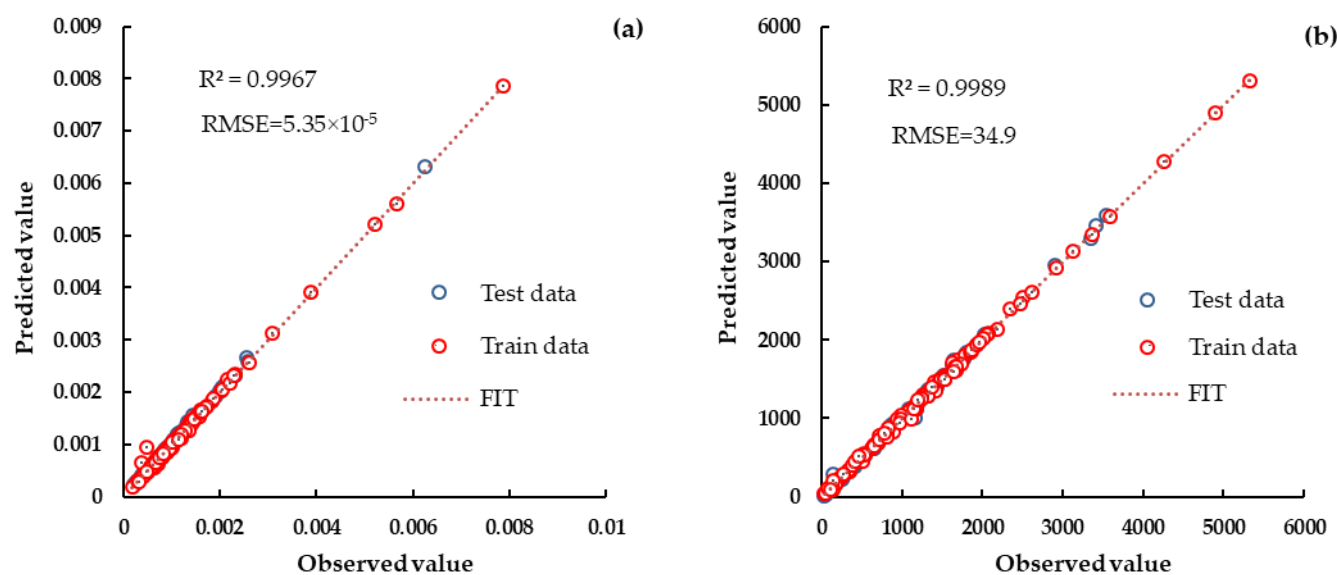 (a)
R² = 0.9967
RMSE=5.35×10⁻⁵
Predicted value
0.009
0.008
0.007
0.006
0.005
0.004
0.003
0.002
0.001
0
Test data
Train data
FIT
0 0.002 0.004 0.006 0.008 0.01
Observed value
(b)
R² = 0.9989
RMSE=34.9
Predicted value
6000
5000
4000
3000
2000
1000
0
Test data
Train data
FIT
0 1000 2000 3000 4000 5000 6000
Observed value